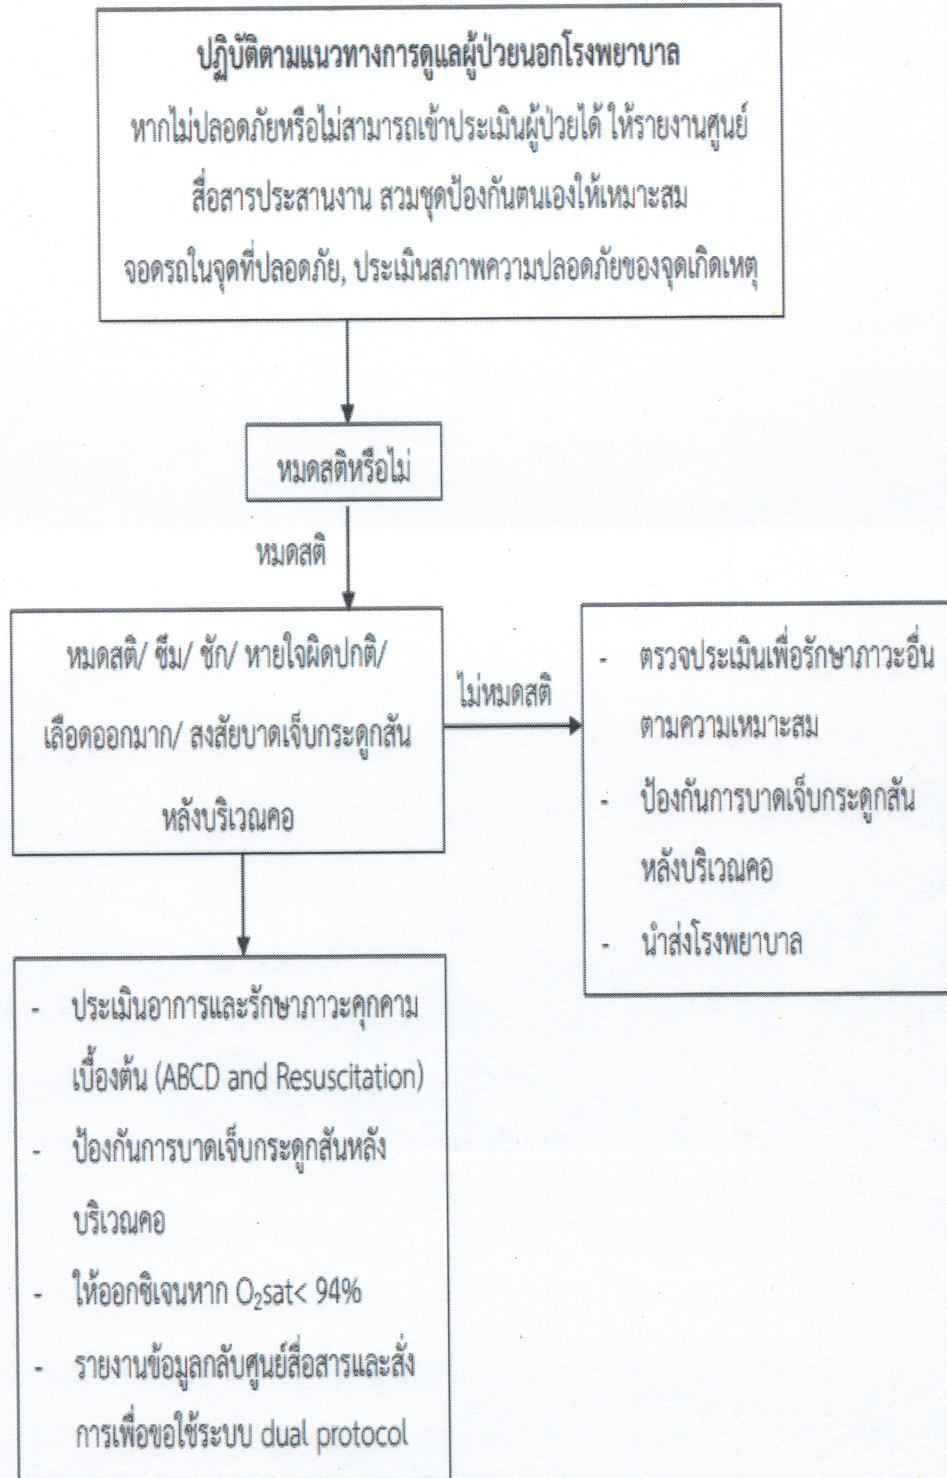 ปฏิบัติตามแนวทางการดูแลผู้ป่วยนอกโรงพยาบาล
หากไม่ปลอดภัยหรือไม่สามารถเข้าประเมินผู้ป่วยได้ ให้รายงานศูนย์
สื่อสารประสานงาน สวมชุดป้องกันตนเองให้เหมาะสม
จอดรถในจุดที่ปลอดภัย, ประเมินสภาพความปลอดภัยของจุดเกิดเหตุ
หมดสติหรือไม่
หมดสติ
หมดสติ/ ซึม/ ชัก/ หายใจผิดปกติ/
เลือดออกมาก/ สงสัยบาดเจ็บกระดูกสัน
หลังบริเวณคอ
ไม่หมดสติ
- ตรวจประเมินเพื่อรักษาภาวะอื่น
ตามความเหมาะสม
- ป้องกันการบาดเจ็บกระดูกสัน
หลังบริเวณคอ
- นำส่งโรงพยาบาล
- ประเมินอาการและรักษาภาวะคุกคาม
เบื้องต้น (ABCD and Resuscitation)
- ป้องกันการบาดเจ็บกระดูกสันหลัง
บริเวณคอ
- ให้ออกซิเจนหาก O₂sat< 94%
- รายงานข้อมูลกลับศูนย์สื่อสารและสั่ง
การเพื่อขอใช้ระบบ dual protocol